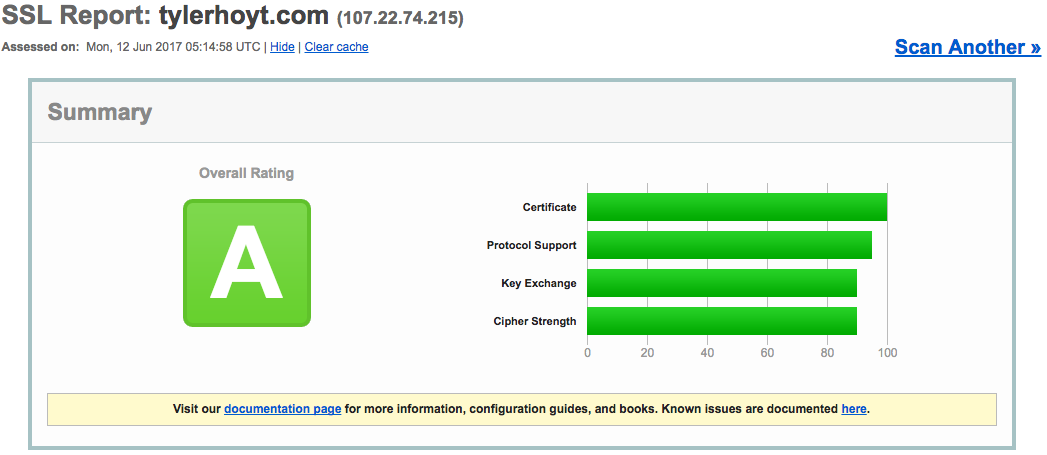 SSL Report: tylerhoyt.com (107.22.74.215)
Assessed on: Mon, 12 Jun 2017 05:14:58 UTC | Hide | Clear cache
Scan Another »
Summary
Overall Rating
A
Certificate
Protocol Support
Key Exchange
Cipher Strength
0 20 40 60 80 100
Visit our documentation page for more information, configuration guides, and books. Known issues are documented here.